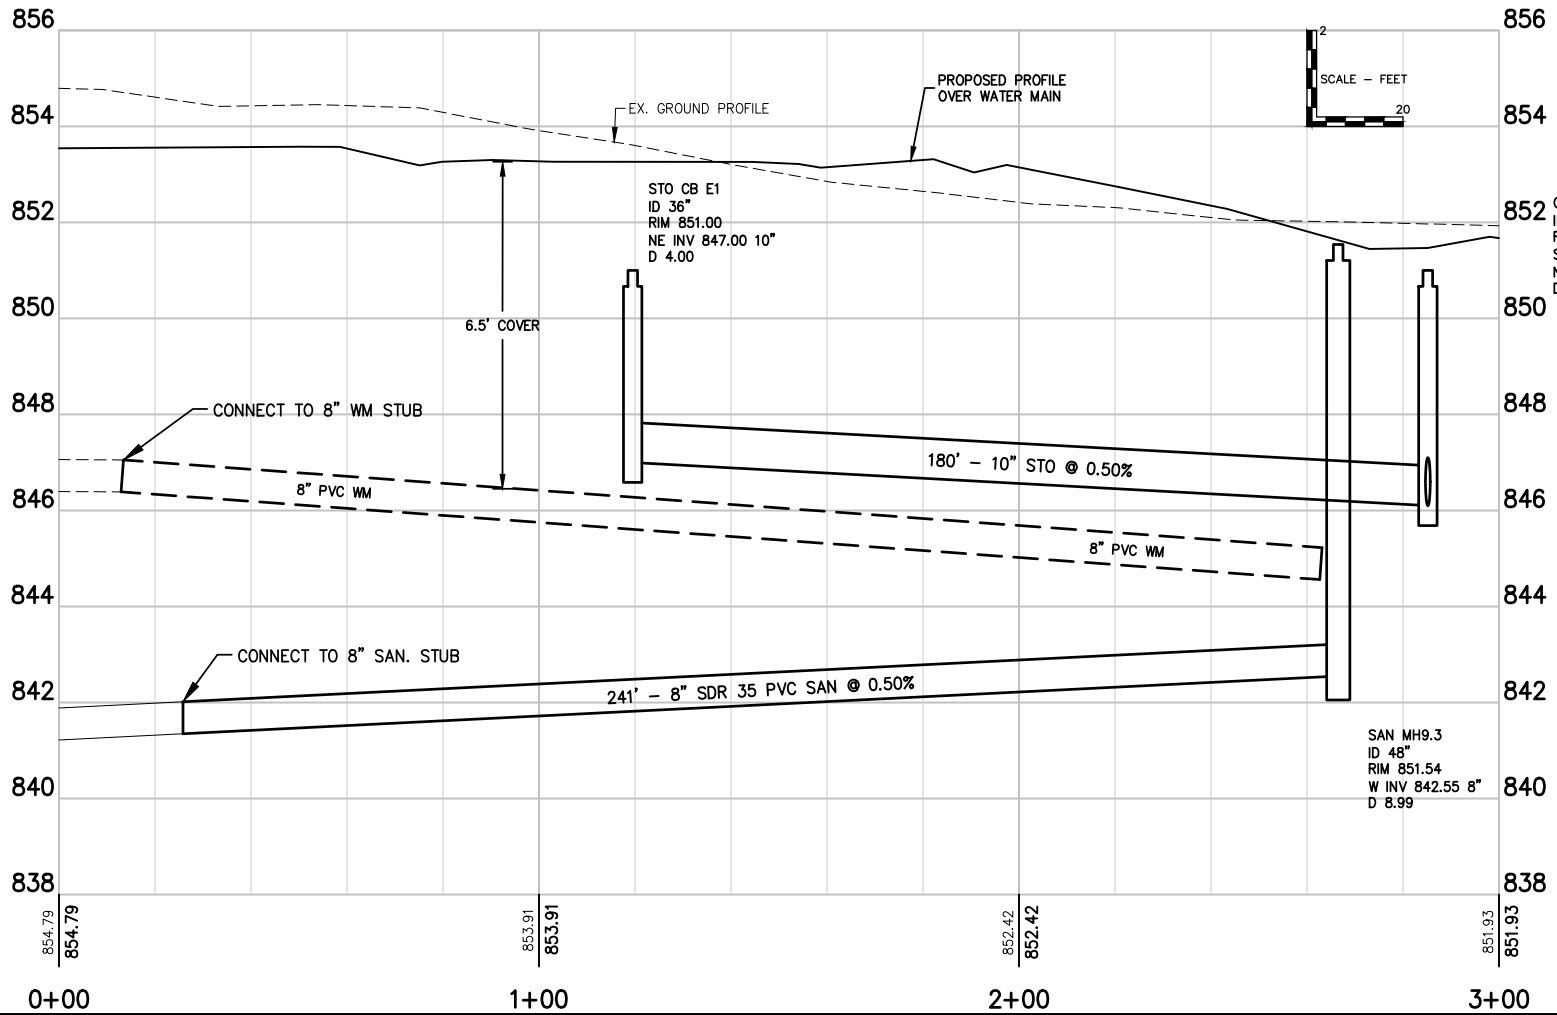 856
856
2
SCALE – FEET
20
PROPOSED PROFILE
OVER WATER MAIN
EX. GROUND PROFILE
854
854
STO CB E1
ID 36"
RIM 851.00
NE INV 847.00 10"
D 4.00
852
852
850
850
6.5' COVER
848
848
CONNECT TO 8" WM STUB
180' – 10" STO @ 0.50%
8" PVC WM
846
846
8" PVC WM
844
844
CONNECT TO 8" SAN. STUB
241' – 8" SDR 35 PVC SAN @ 0.50%
842
842
SAN MH9.3
ID 48"
RIM 851.54
W INV 842.55 8"
D 8.99
840
840
838
838
854.79
854.79
853.91
853.91
852.42
852.42
851.93
851.93
0+00
1+00
2+00
3+00